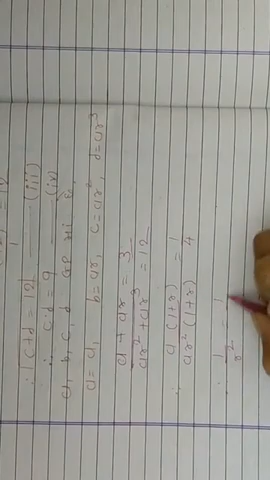 ∴ c+d = 12 ——— (iii)
∴ c.d = 9 ——— (iv)
a, b, c, d
a = a, b = ar, c = ar², d = ar³
(a + ar)/(ar² + ar³) = 3/12
∴ a(1+r)/ar²(1+r) = 1/4
∴ 1/r² = 1